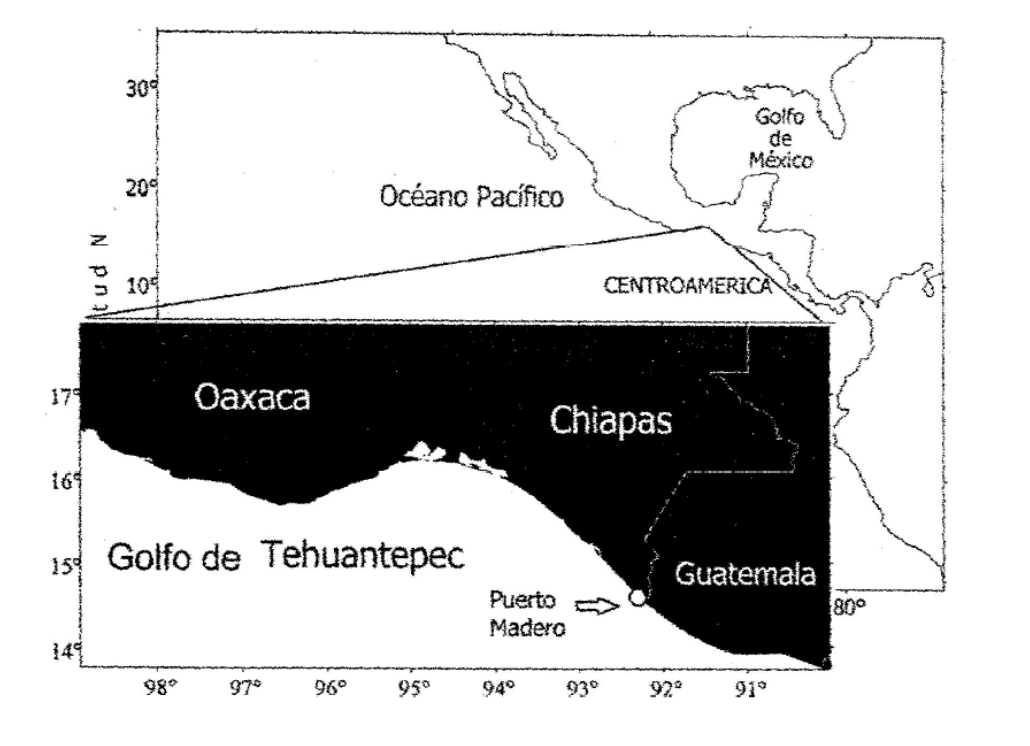 30°
Golfo
de
México
20°
Océano Pacífico
tud N
10°
CENTROAMERICA
17°
Oaxaca
Chiapas
16°
15°
Golfo de Tehuantepec
Guatemala
Puerto
Madero
80°
14°
98° 97° 96° 95° 94° 93° 92° 91°